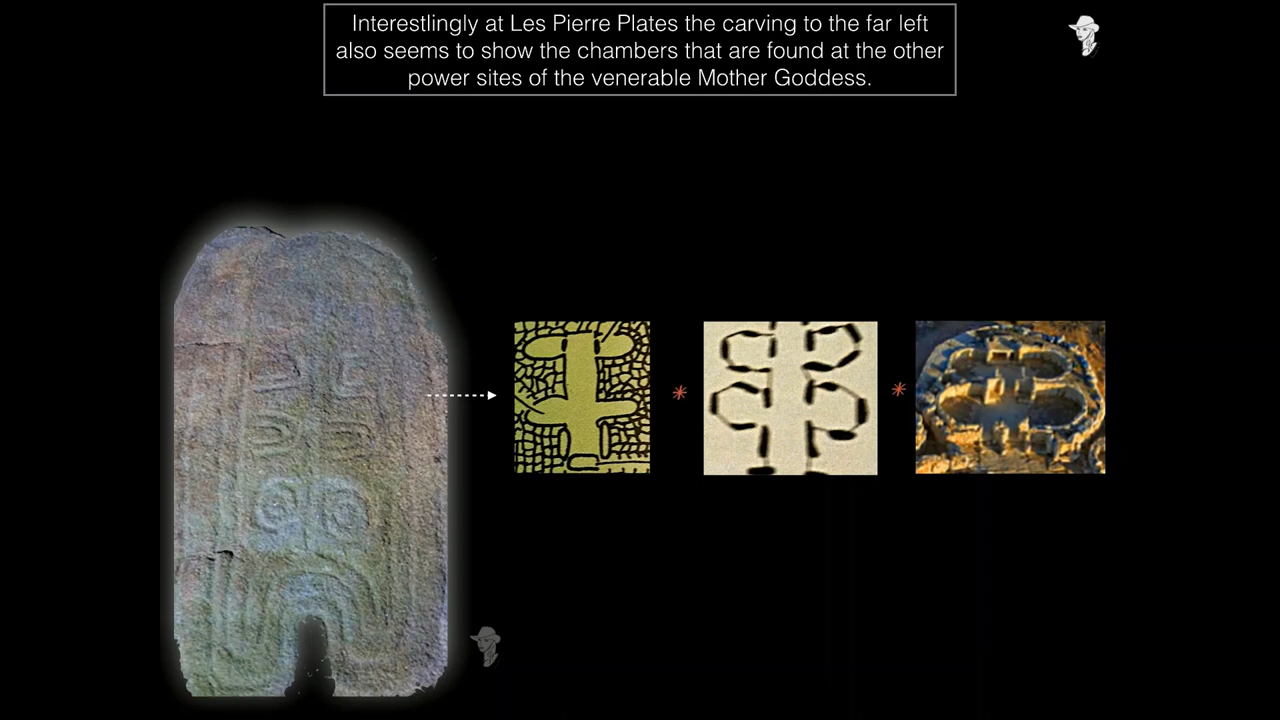 Interestlingly at Les Pierre Plates the carving to the far left
also seems to show the chambers that are found at the other
power sites of the venerable Mother Goddess.